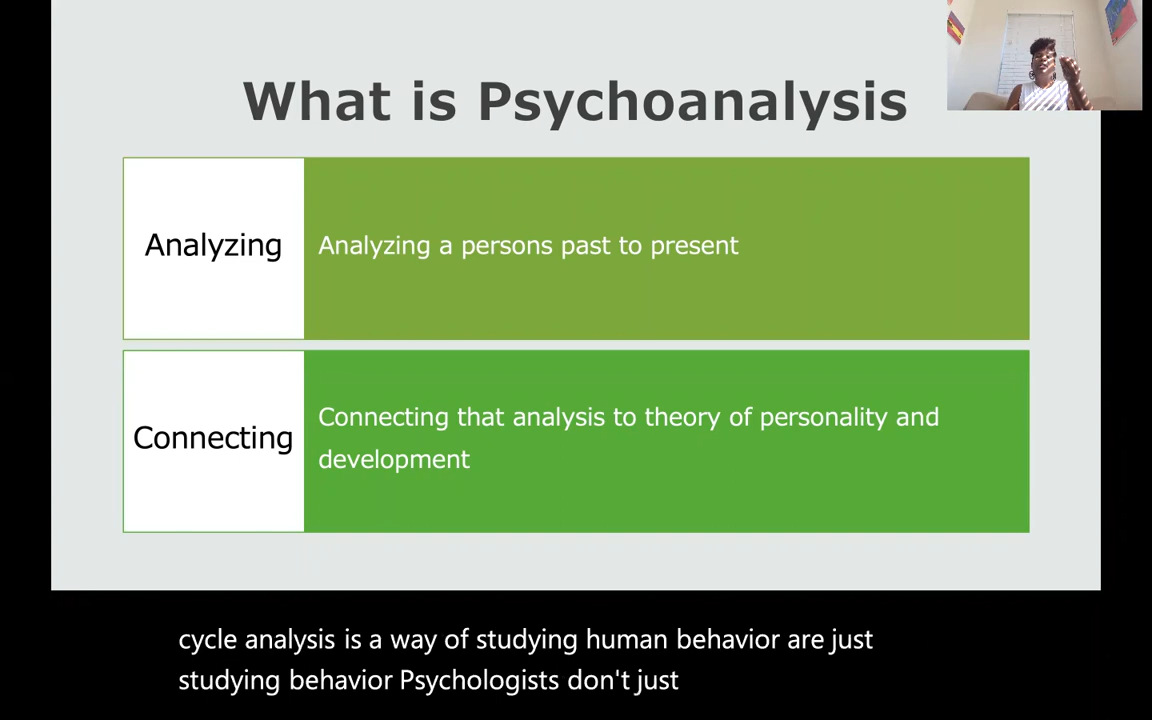 What is Psychoanalysis
Analyzing
Analyzing a persons past to present
Connecting
Connecting that analysis to theory of personality and
development
cycle analysis is a way of studying human behavior are just
studying behavior Psychologists don't just